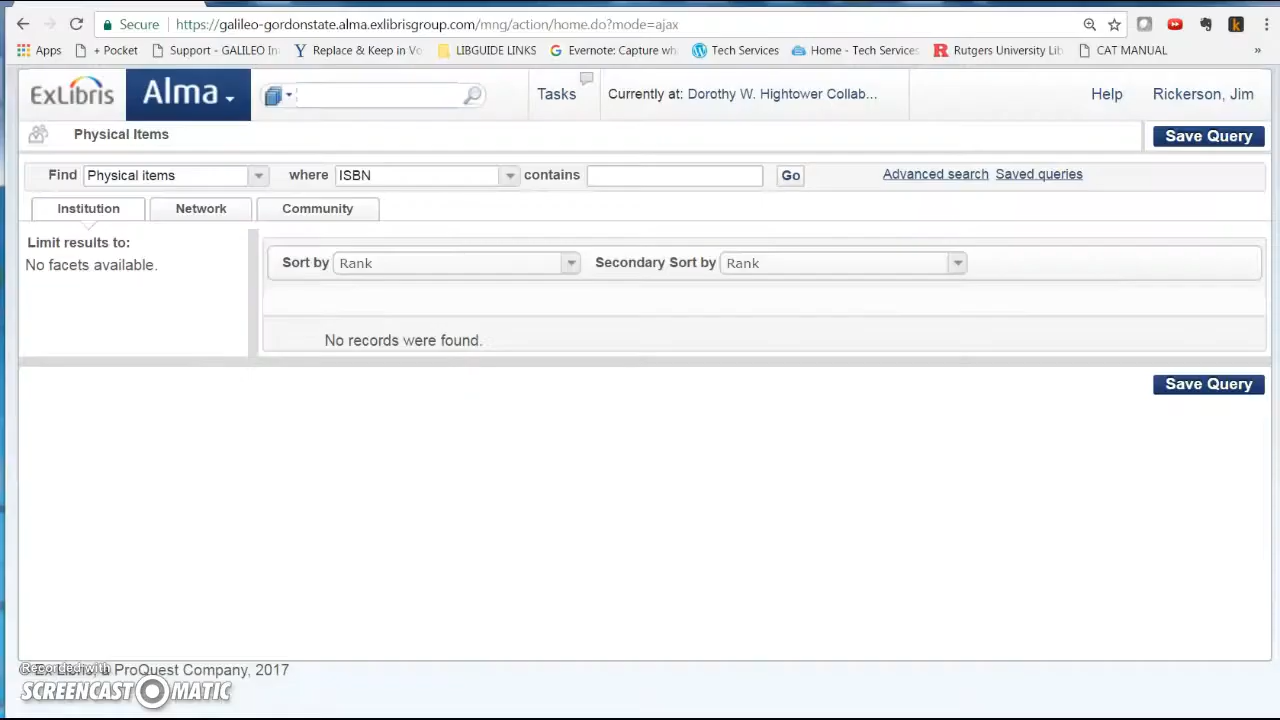 Secure https://galileo-gordonstate.alma.exlibrisgroup.com/mng/action/home.do?mode=ajax
Apps + Pocket Support - GALILEO In Replace & Keep in Vo LIBGUIDE LINKS Evernote: Capture wh Tech Services Home - Tech Services Rutgers University Lib CAT MANUAL »
ExLibris Alma Tasks Currently at: Dorothy W. Hightower Collab... Help Rickerson, Jim
Physical Items Save Query
Find Physical items where ISBN contains Go Advanced search Saved queries
Institution Network Community
Limit results to:
No facets available.
Sort by Rank Secondary Sort by Rank
No records were found.
Save Query
© Ex Libris, a ProQuest Company, 2017
Recorded with
SCREENCAST-O-MATIC